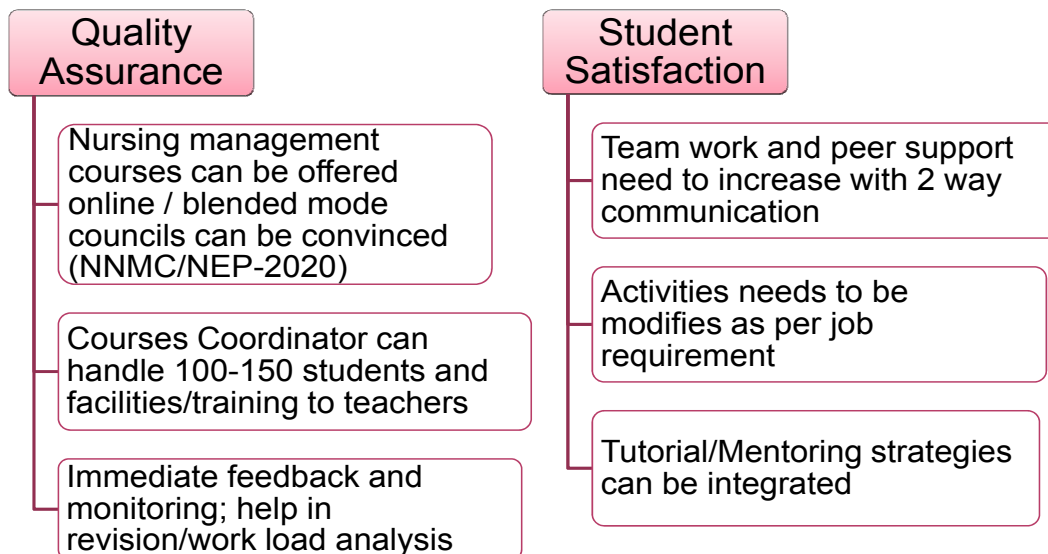 Quality
Assurance
Nursing management
courses can be offered
online / blended mode
councils can be convinced
(NNMC/NEP-2020)
Courses Coordinator can
handle 100-150 students and
facilities/training to teachers
Immediate feedback and
monitoring; help in
revision/work load analysis
Student
Satisfaction
Team work and peer support
need to increase with 2 way
communication
Activities needs to be
modifies as per job
requirement
Tutorial/Mentoring strategies
can be integrated